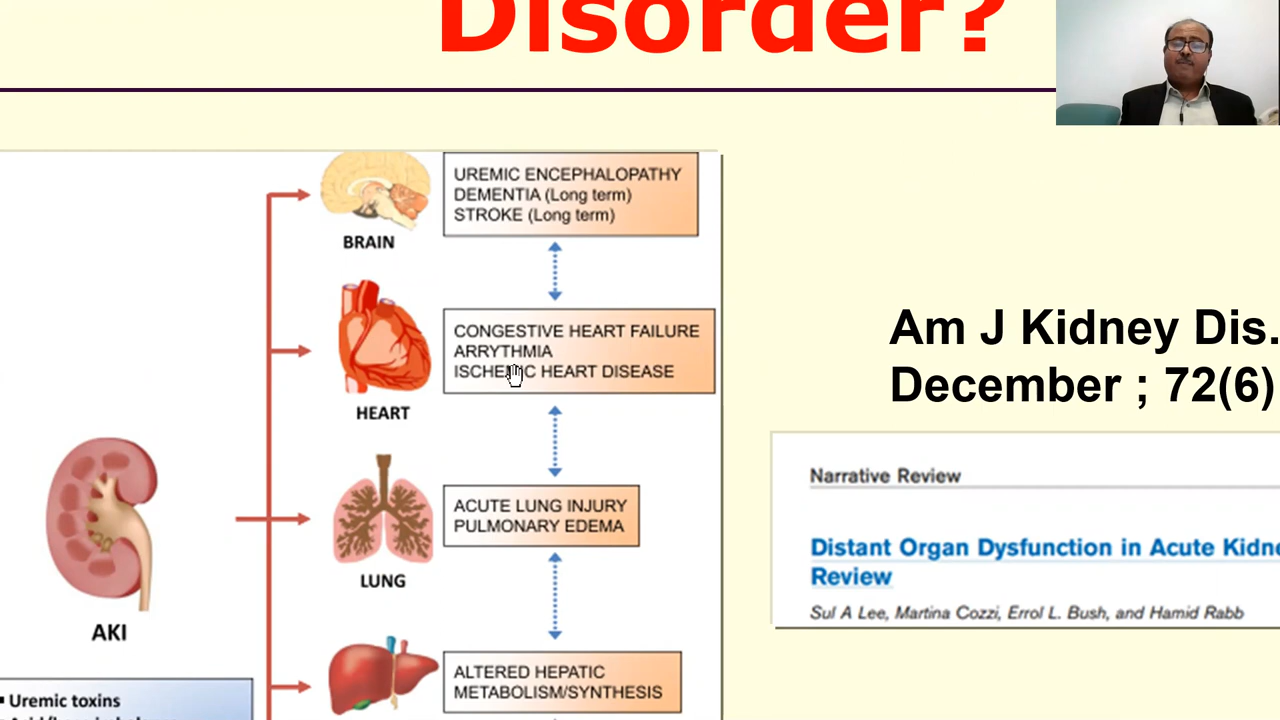 Disorder?
UREMIC ENCEPHALOPATHY
DEMENTIA (Long term)
STROKE (Long term)
BRAIN
CONGESTIVE HEART FAILURE
ARRYTHMIA
ISCHEMIC HEART DISEASE
HEART
ACUTE LUNG INJURY
PULMONARY EDEMA
LUNG
AKI
ALTERED HEPATIC
METABOLISM/SYNTHESIS
Uremic toxins
Am J Kidney Dis.
December ; 72(6)
Narrative Review
Distant Organ Dysfunction in Acute Kidne
Review
Sul A Lee, Martina Cozzi, Errol L. Bush, and Hamid Rabb